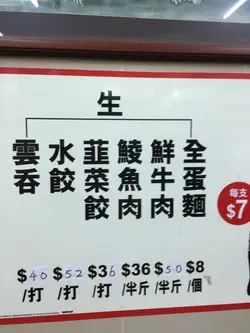 生
雲吞
水餃
韮菜餃
鯪魚肉
鮮牛肉
全蛋麵
$40 $52 $36 $36 $50 $8
/打 /打 /打 /半斤 /半斤 /個
每支
$7